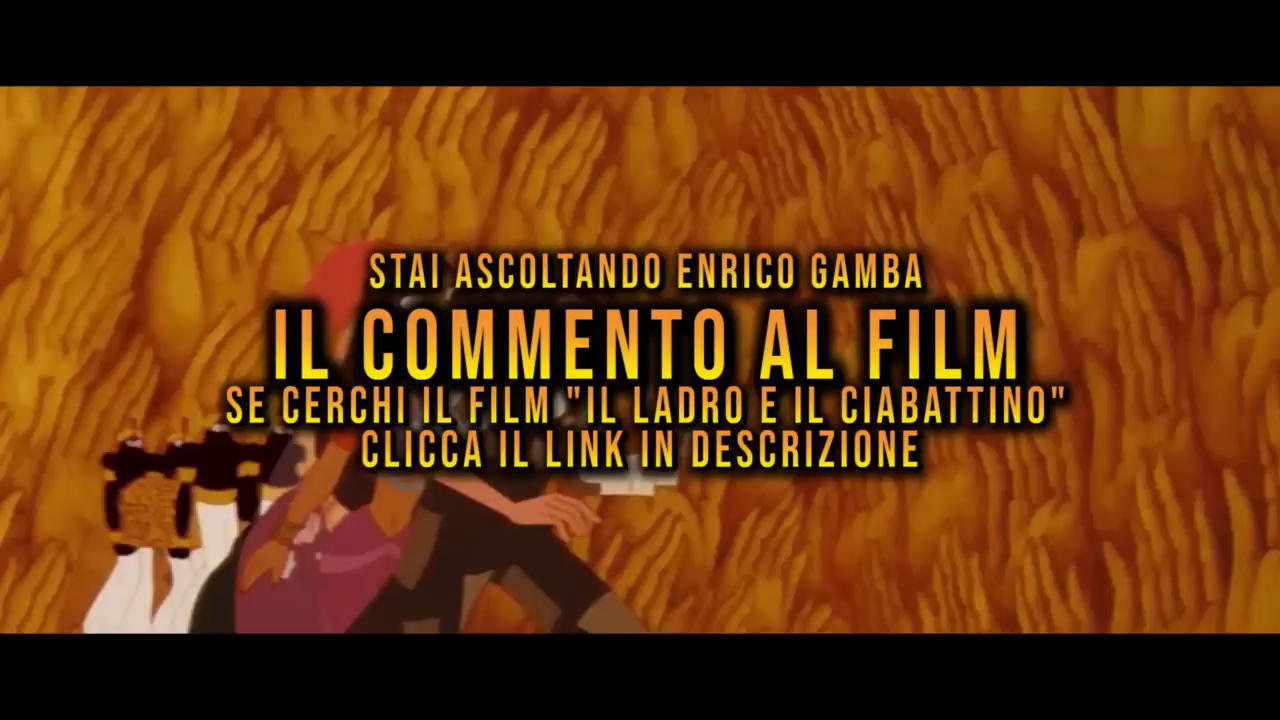 STAI ASCOLTANDO ENRICO GAMBA
IL COMMENTO AL FILM
SE CERCHI IL FILM "IL LADRO E IL CIABATTINO"
CLICCA IL LINK IN DESCRIZIONE